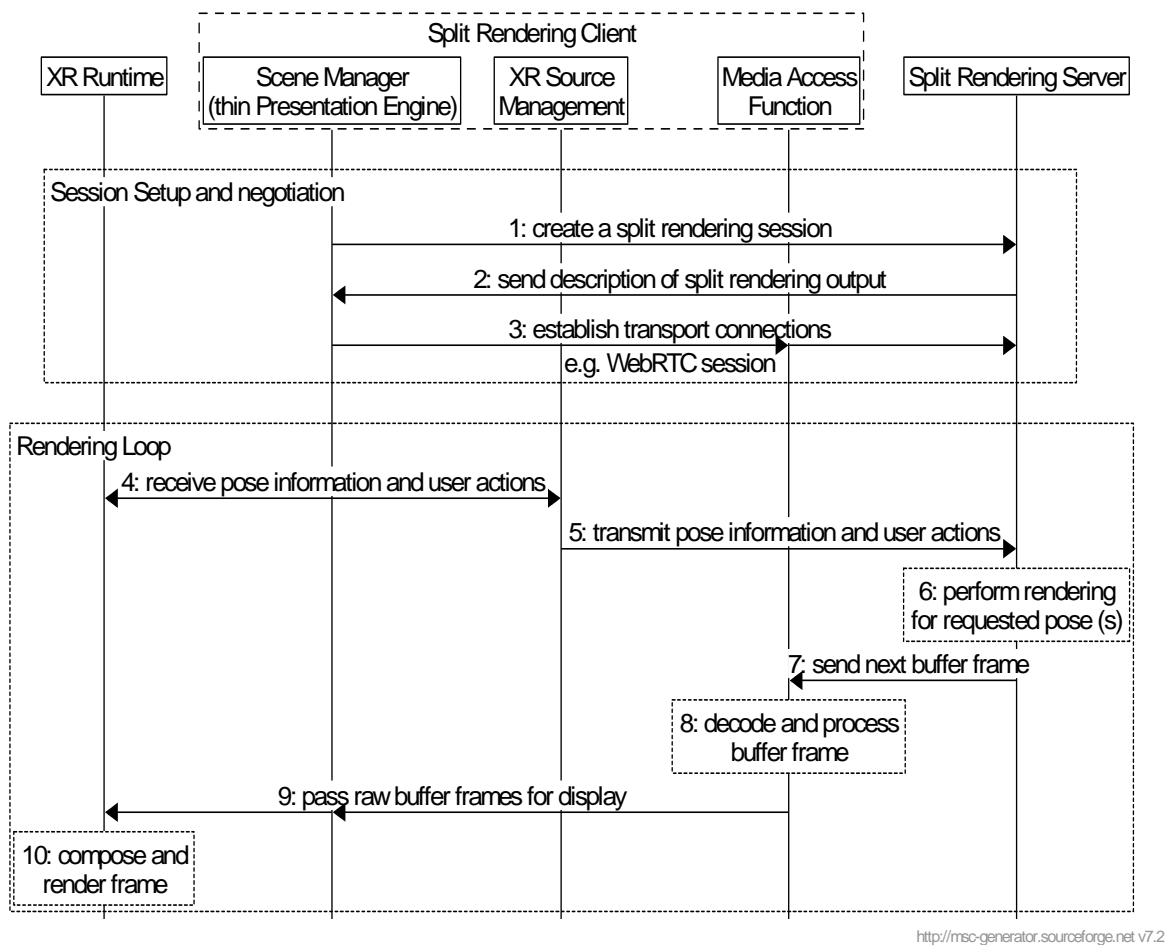 Split Rendering Client
XR Runtime
Scene Manager
(thin Presentation Engine)
XR Source
Management
Media Access
Function
Split Rendering Server
Session Setup and negotiation
1: create a split rendering session
2: send description of split rendering output
3: establish transport connections
e.g. WebRTC session
Rendering Loop
4: receive pose information and user actions
5: transmit pose information and user actions
6: perform rendering
for requested pose (s)
7: send next buffer frame
8: decode and process
buffer frame
9: pass raw buffer frames for display
10: compose and
render frame
http://msc-generator.sourceforge.net v7.2